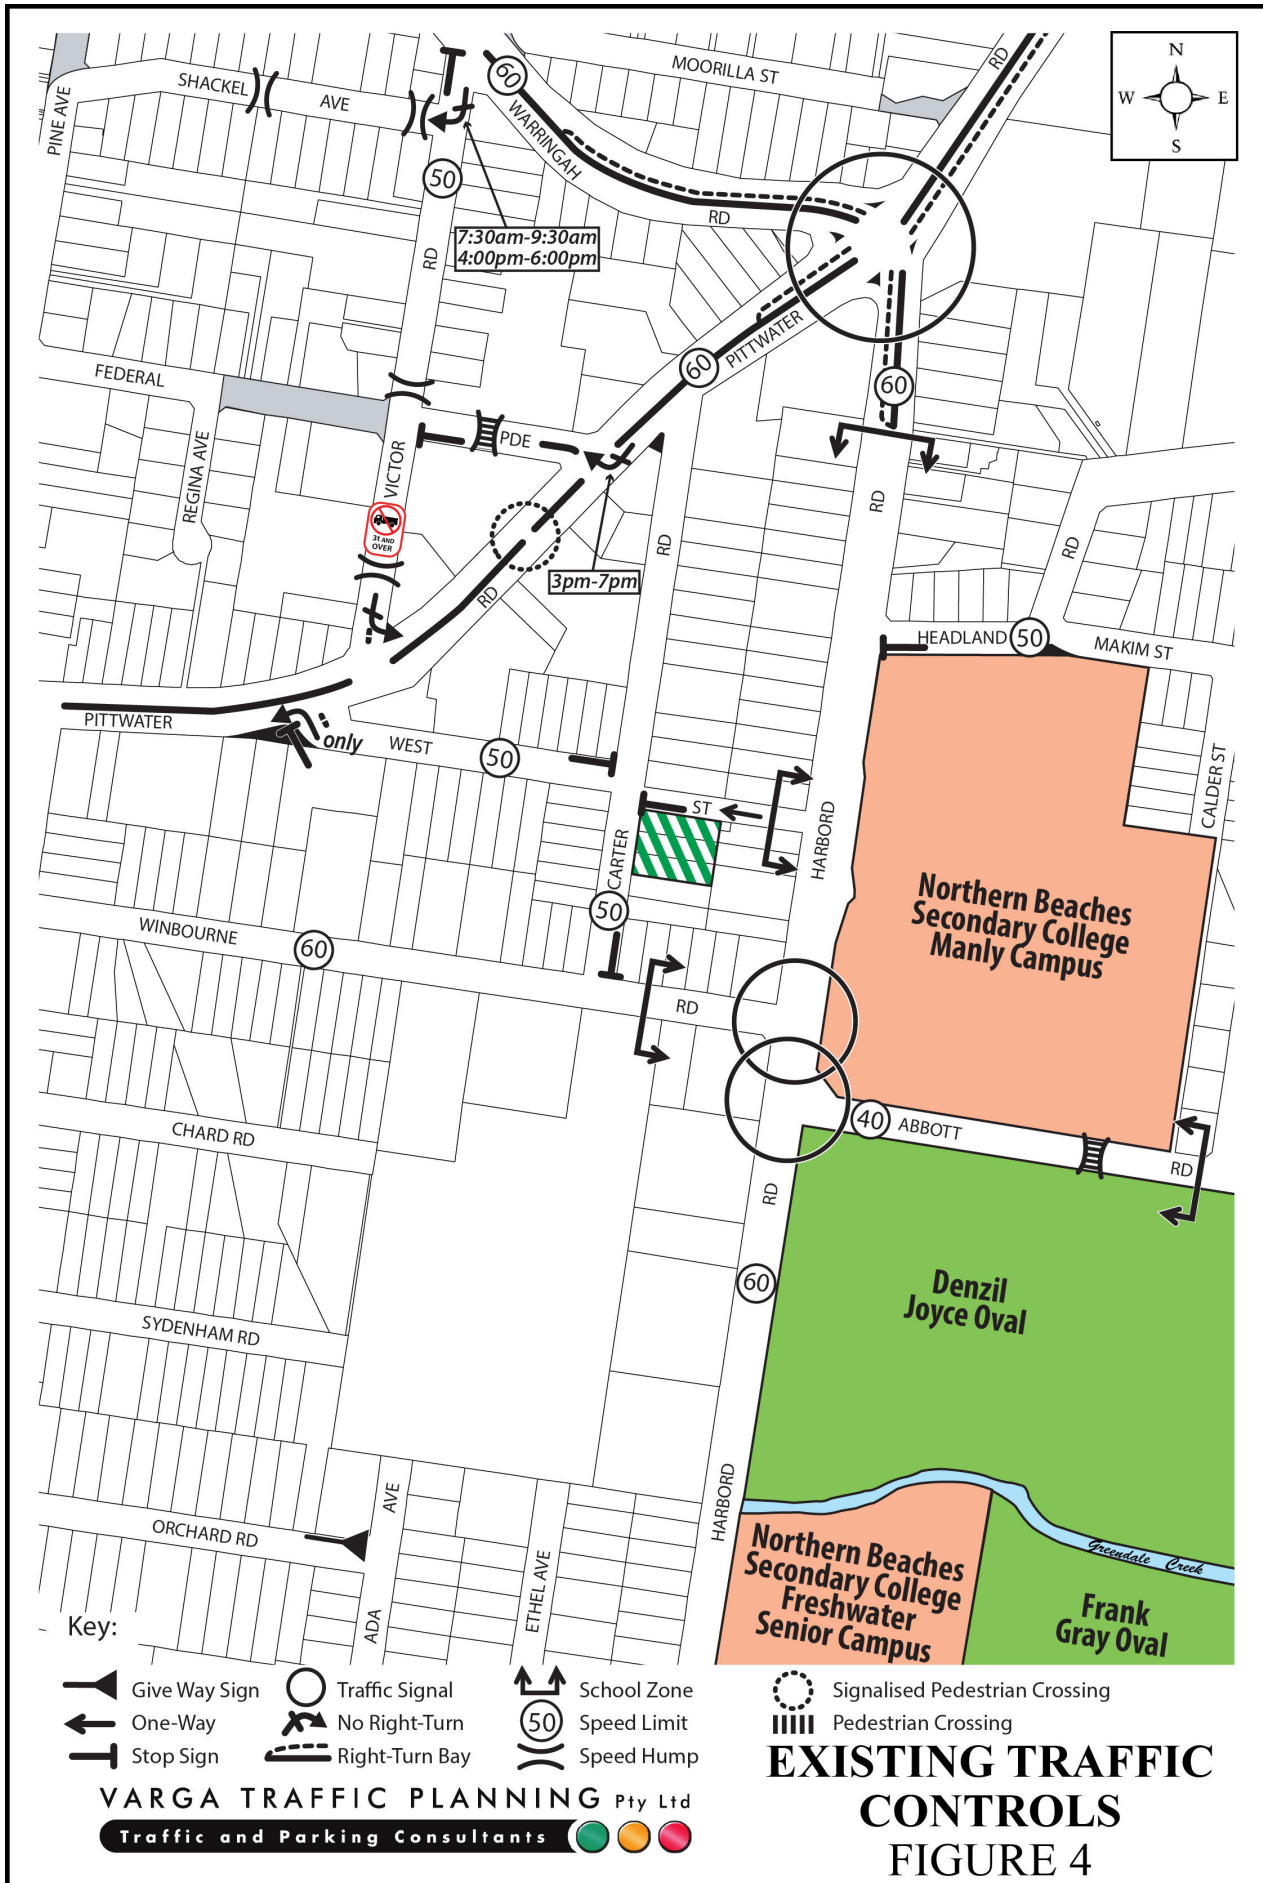 N
W E
S
MOORILLA ST
RD
60
SHACKEL
AVE
PINE AVE
WARRINGAH
RD
50
RD
7:30am-9:30am
4:00pm-6:00pm
PITTWATER
60
60
FEDERAL
PDE
REGINA AVE
VICTOR
3t AND
OVER
RD
3pm-7pm
RD
RD
RD
HEADLAND
50
MAKIM ST
PITTWATER
only
WEST
50
ST
CARTER
HARBORD
CALDER ST
50
WINBOURNE
60
RD
Northern Beaches
Secondary College
Manly Campus
CHARD RD
40
ABBOTT
RD
RD
60
Denzil
Joyce Oval
SYDENHAM RD
HARBORD
AVE
ORCHARD RD
ADA
ETHEL AVE
Greendale Creek
Northern Beaches
Secondary College
Freshwater
Senior Campus
Frank
Gray Oval
Key:
Give Way Sign
Traffic Signal
School Zone
Signalised Pedestrian Crossing
One-Way
No Right-Turn
50
Speed Limit
Pedestrian Crossing
Stop Sign
Right-Turn Bay
Speed Hump
EXISTING TRAFFIC
CONTROLS
FIGURE 4
VARGA TRAFFIC PLANNING Pty Ltd
Traffic and Parking Consultants